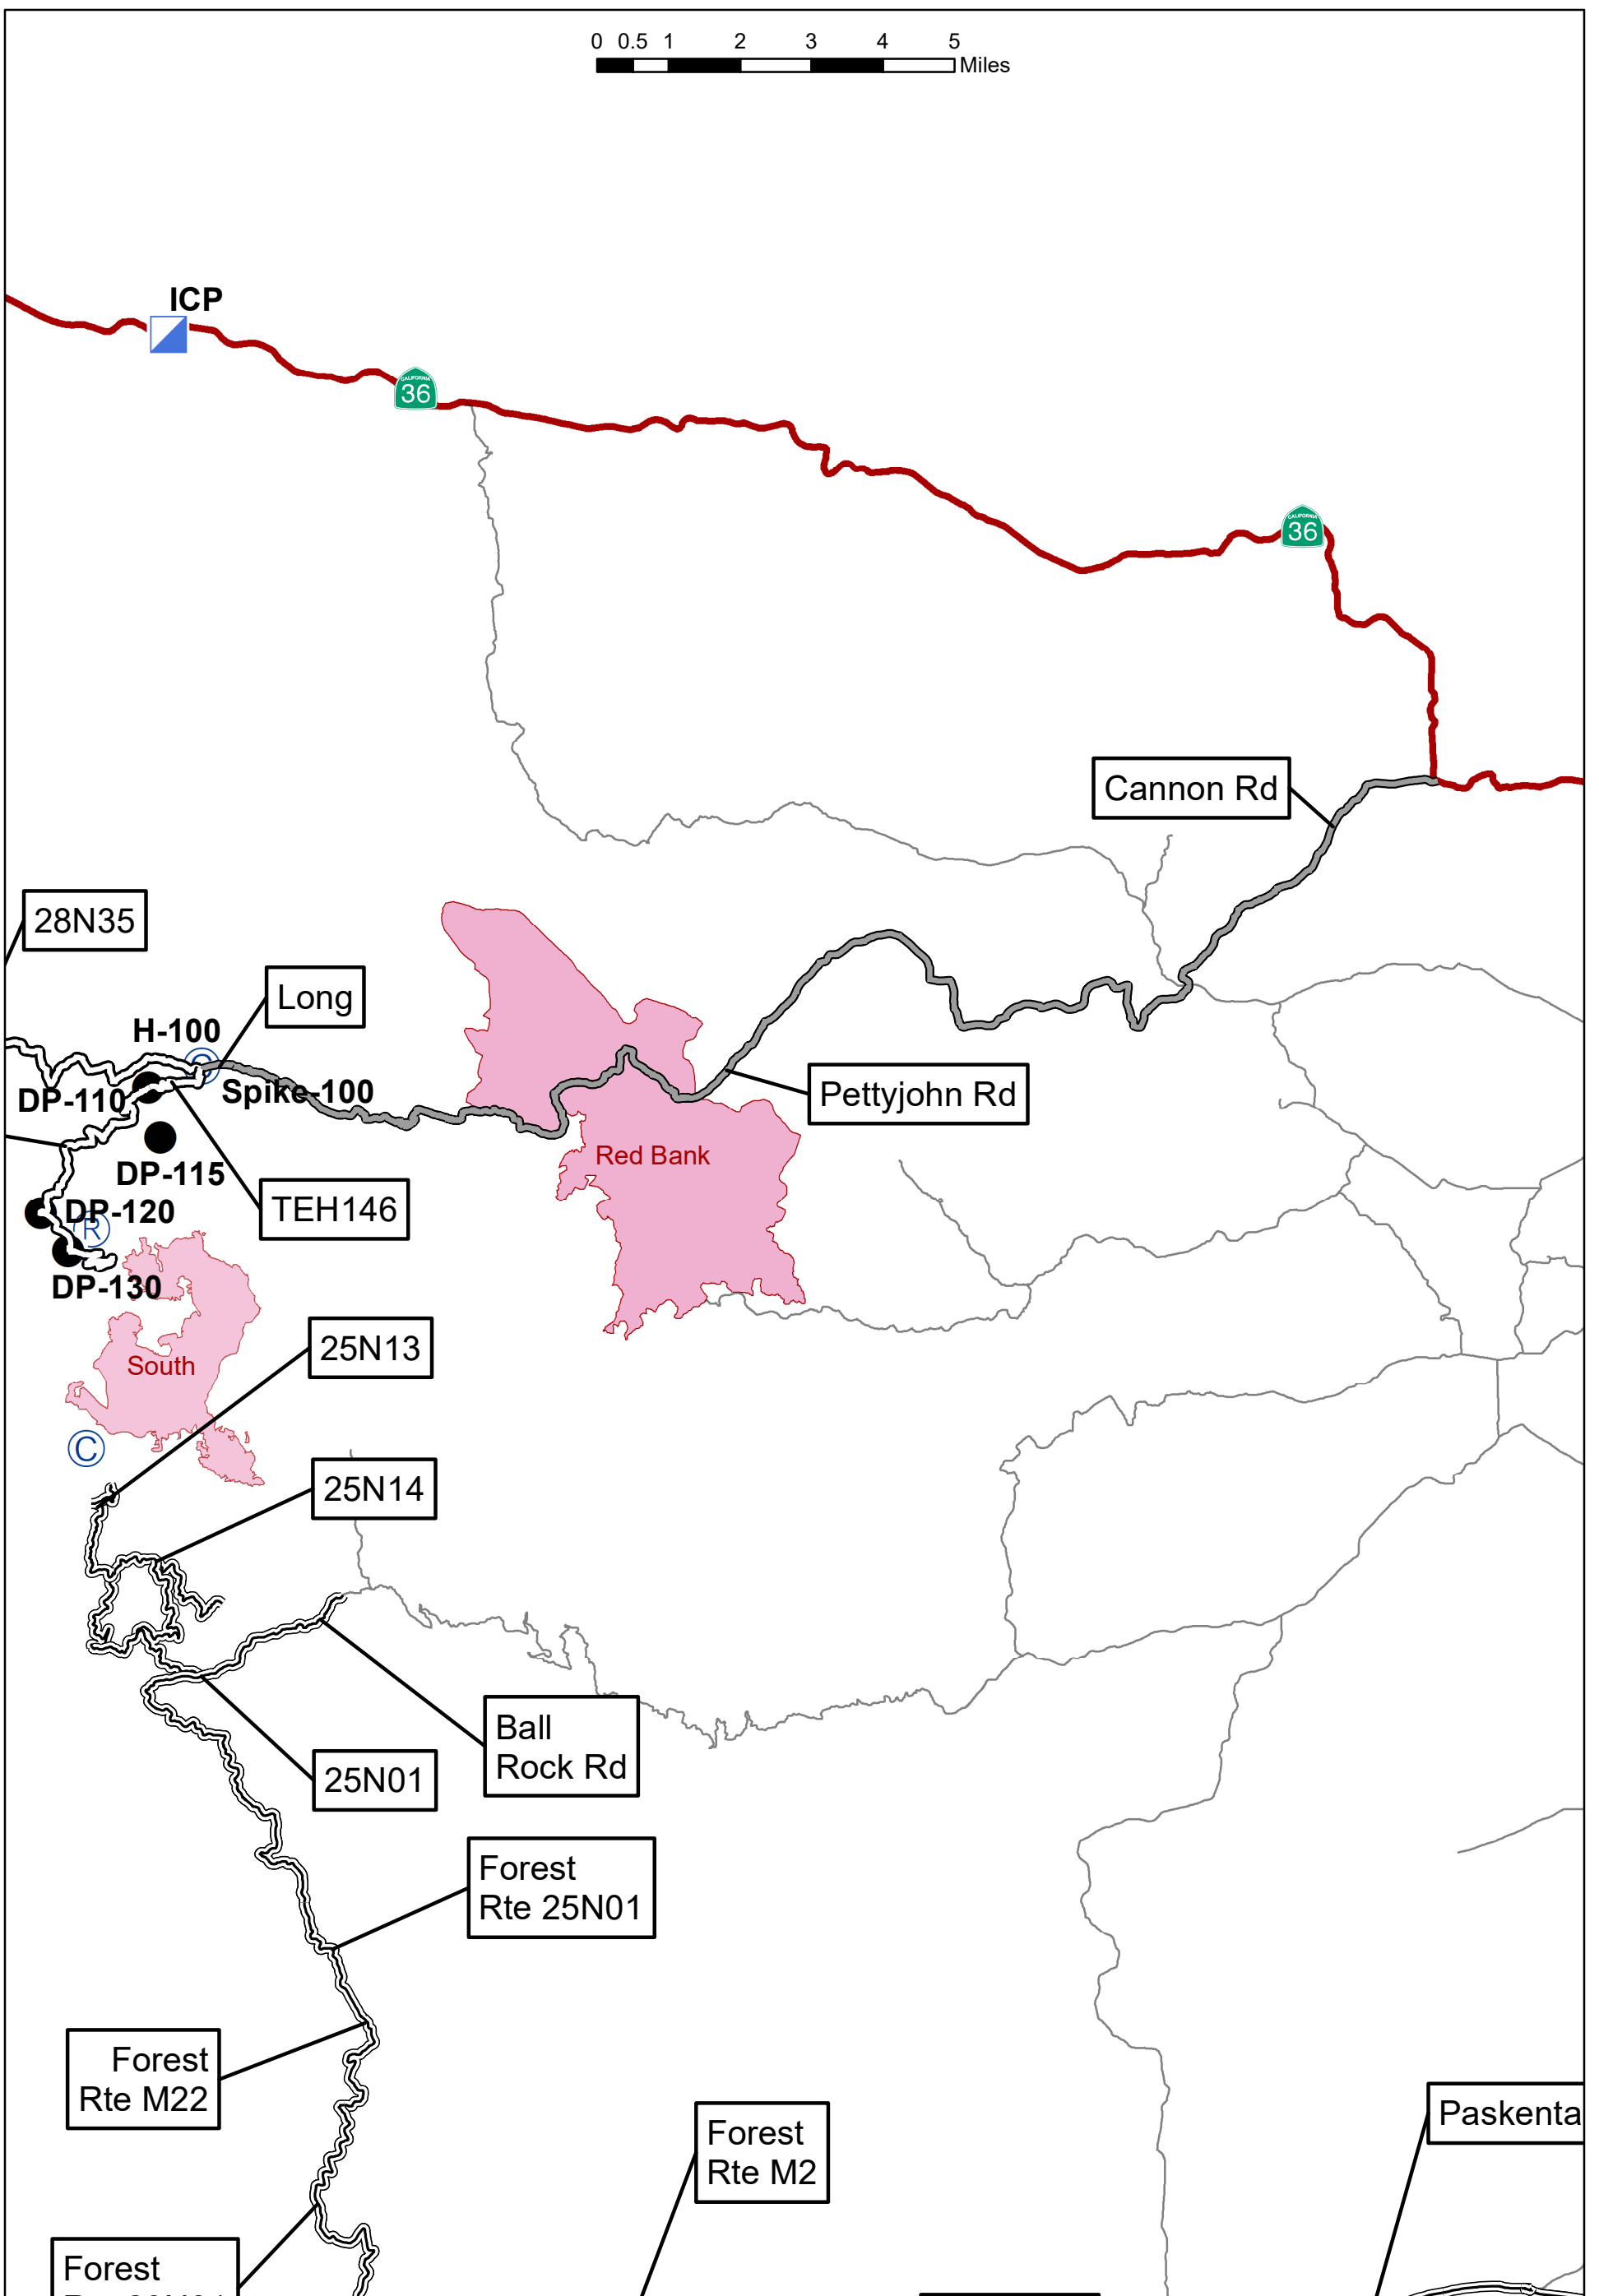 0 0.5 1 2 3 4 5
Miles
ICP
CALIFORNIA
36
CALIFORNIA
36
Cannon Rd
28N35
Long
H-100
Spike-100
DP-110
Pettyjohn Rd
Red Bank
DP-115
TEH146
DP-120
R
DP-130
25N13
South
C
25N14
Ball
Rock Rd
25N01
Forest
Rte 25N01
Forest
Rte M22
Forest
Rte M2
Paskenta
Forest